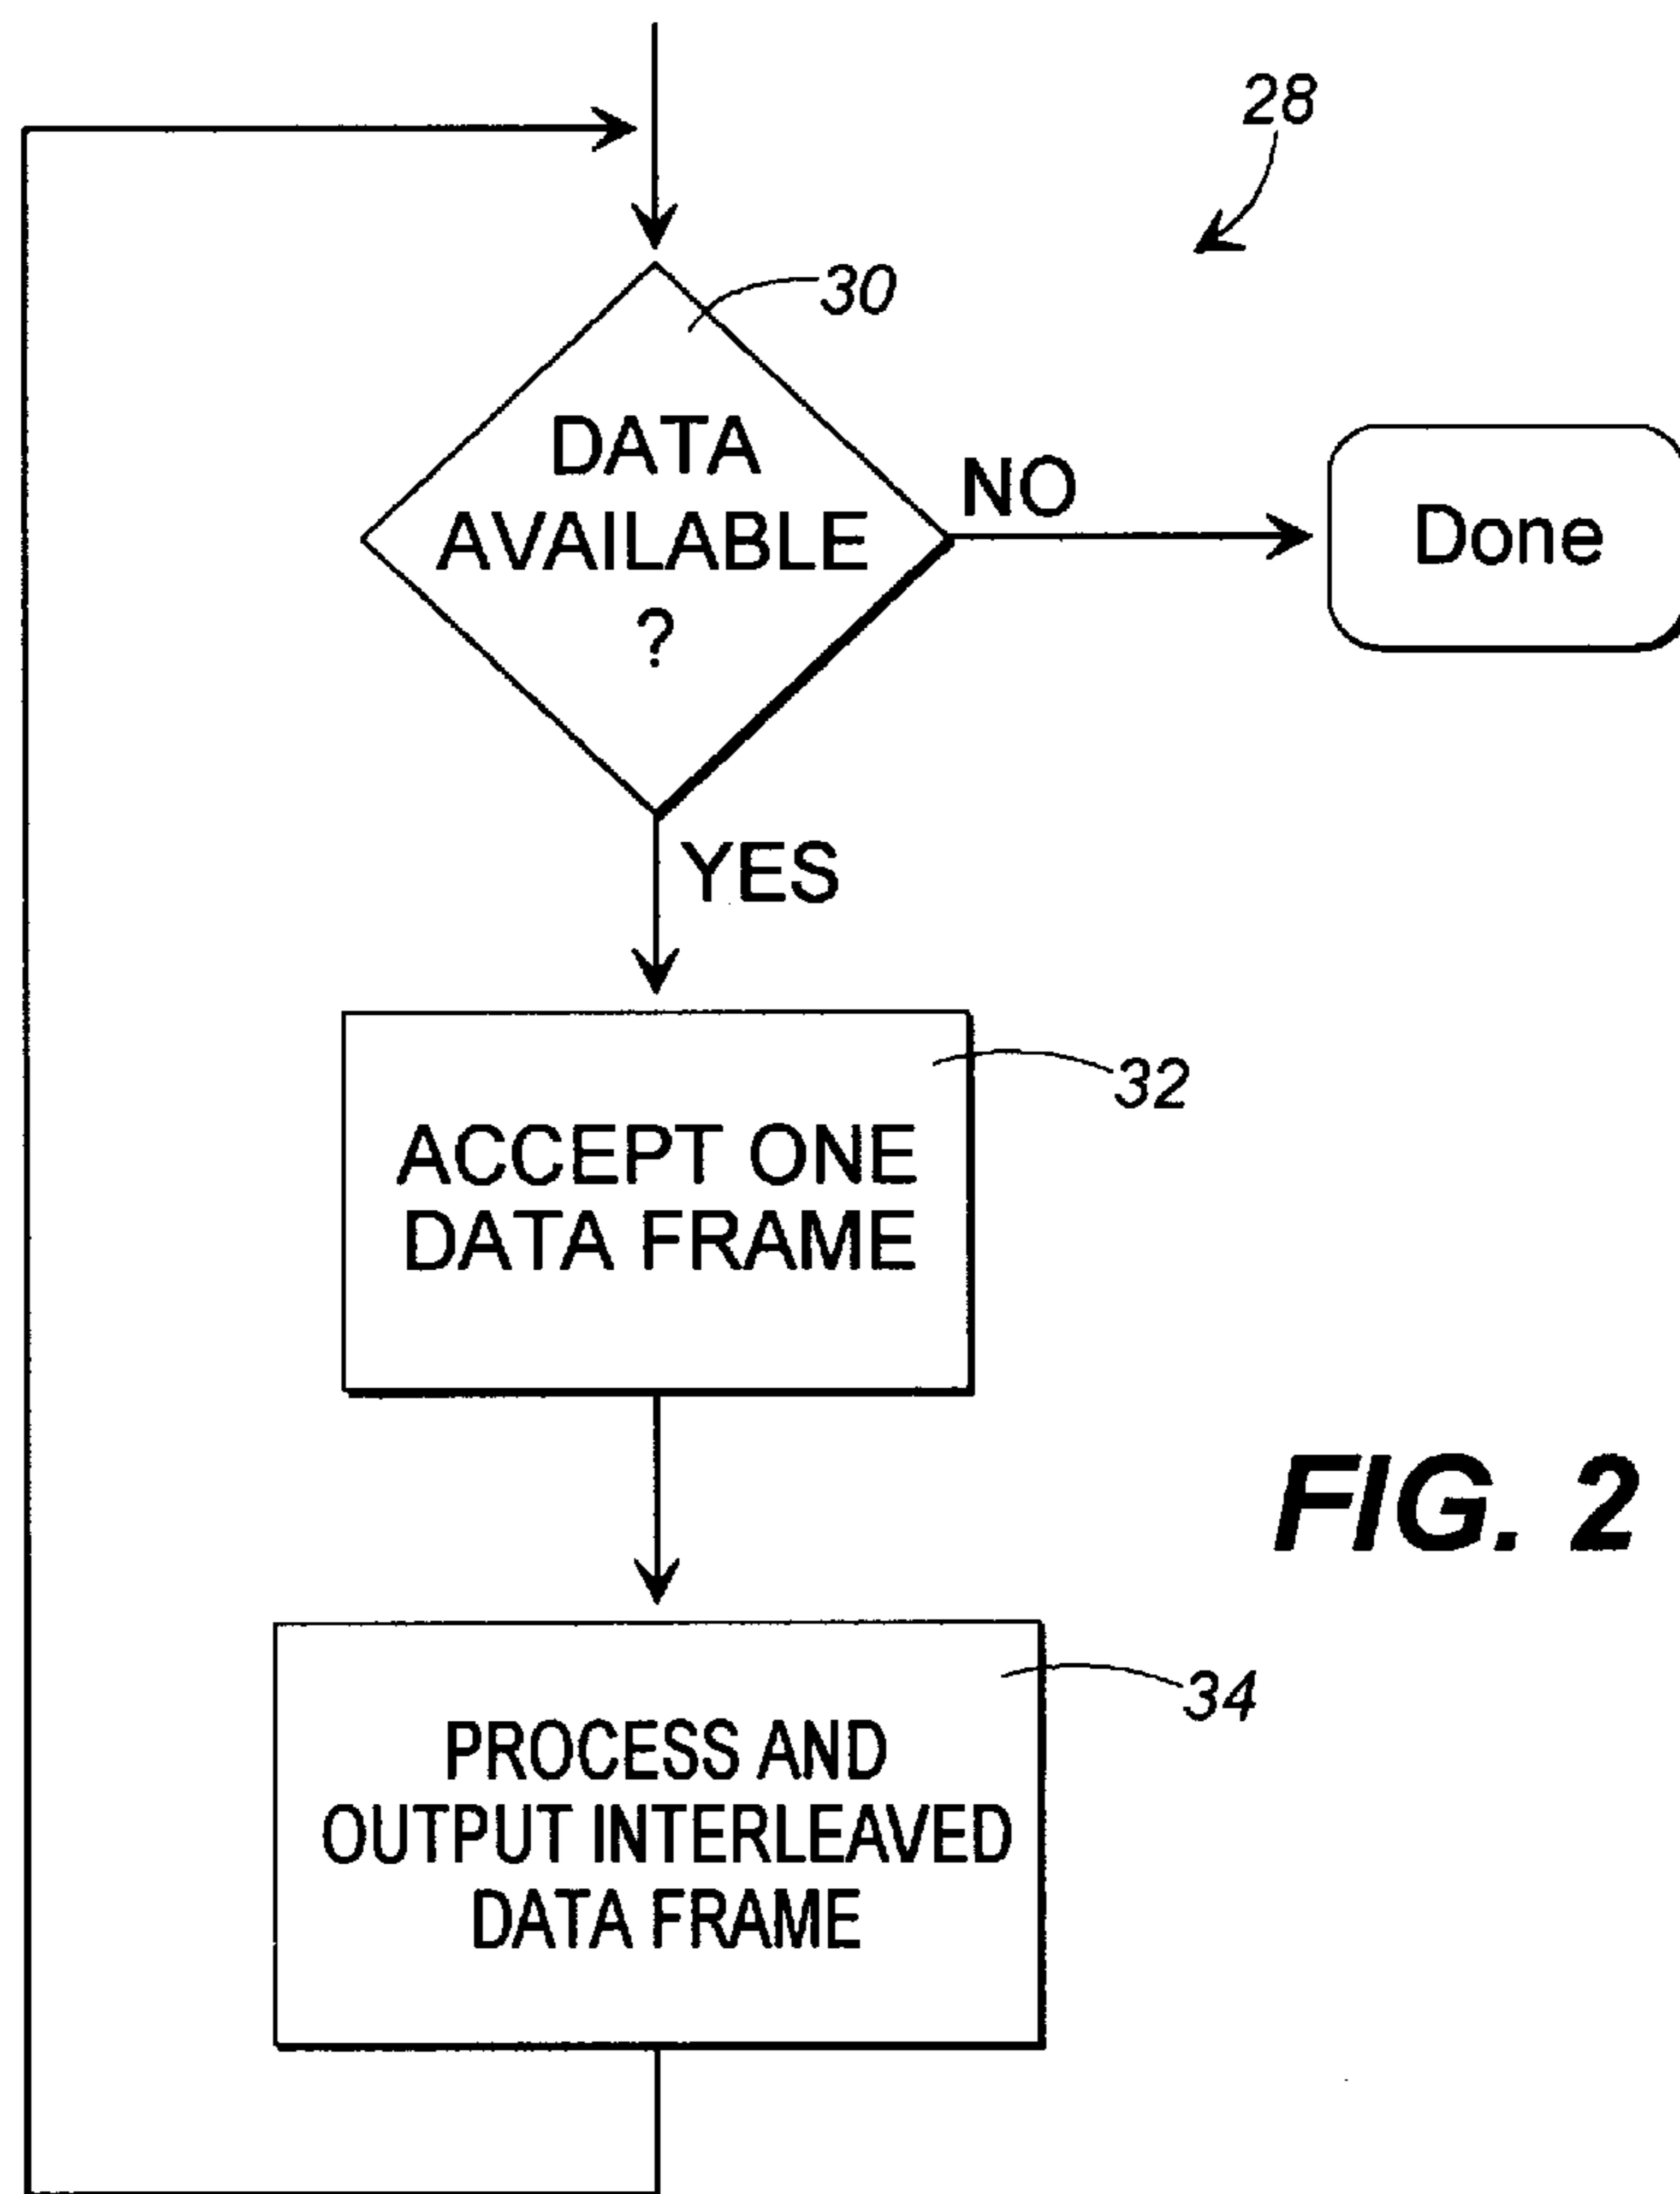 28
30
DATA
AVAILABLE
?
NO
Done
YES
32
ACCEPT ONE
DATA FRAME
FIG. 2
34
PROCESS AND
OUTPUT INTERLEAVED
DATA FRAME